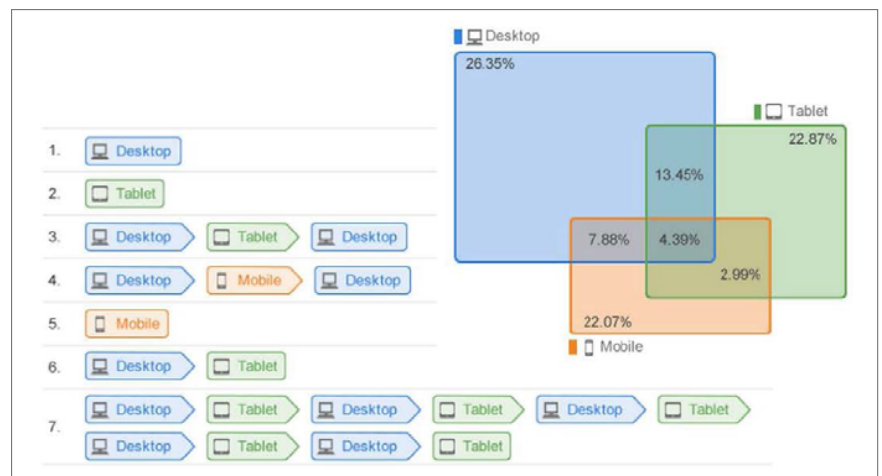 Desktop
26.35%
Tablet
22.87%
1. Desktop
13.45%
2. Tablet
3. Desktop Tablet Desktop
7.88% 4.39%
4. Desktop Mobile Desktop
2.99%
5. Mobile
22.07%
Mobile
6. Desktop Tablet
7. Desktop Tablet Desktop Tablet Desktop Tablet
Desktop Tablet Desktop Tablet